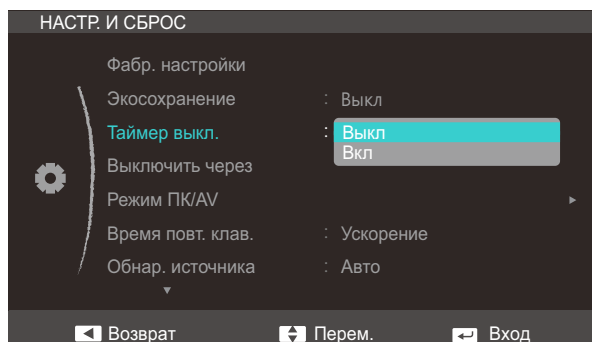 НАСТР. И СБРОС
Фабр. настройки
Экосохранение : Выкл
Таймер выкл. : Выкл
Вкл
Выключить через
Режим ПК/AV
Время повт. клав. : Ускорение
Обнар. источника : Авто
Возврат Перем. Вход